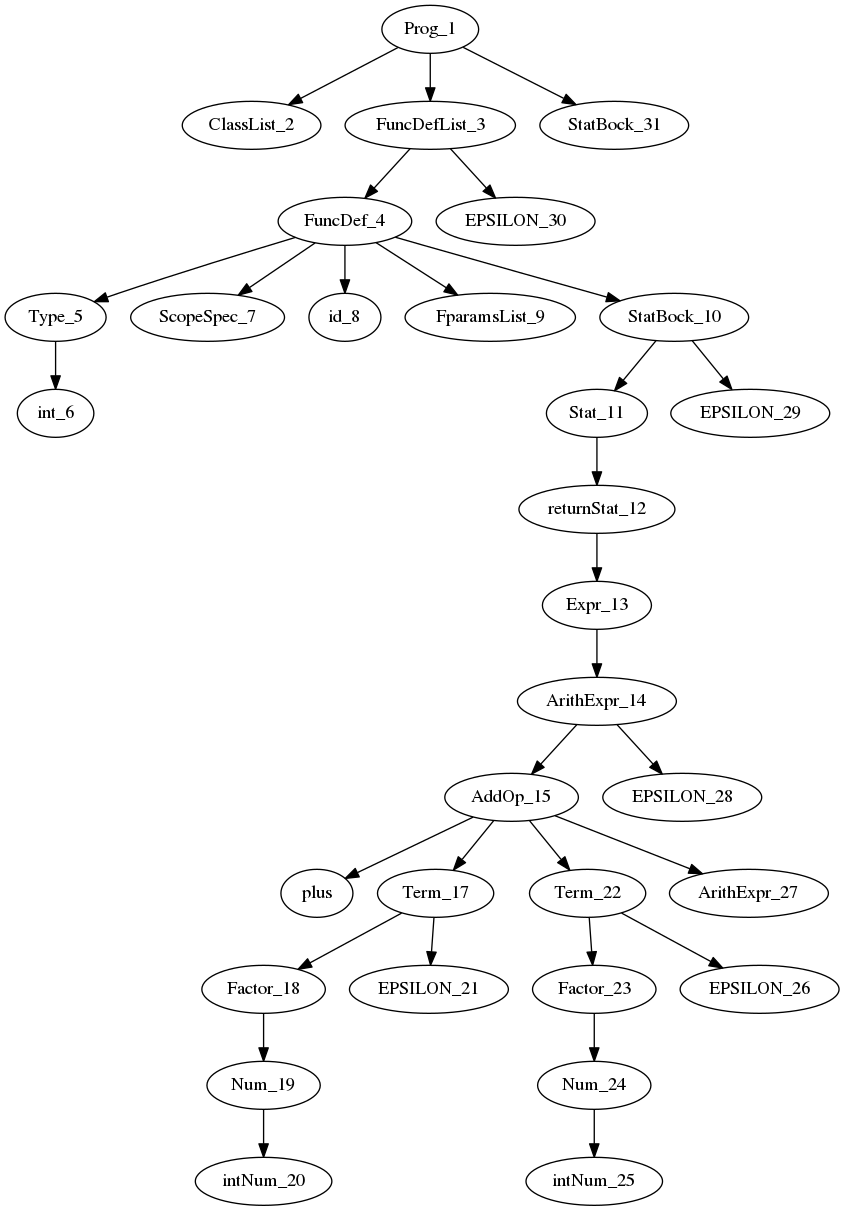 Prog_1
ClassList_2
FuncDefList_3
StatBock_31
FuncDef_4
EPSILON_30
Type_5
ScopeSpec_7
id_8
FparamsList_9
StatBock_10
int_6
Stat_11
EPSILON_29
returnStat_12
Expr_13
ArithExpr_14
AddOp_15
EPSILON_28
plus
Term_17
Term_22
ArithExpr_27
Factor_18
EPSILON_21
Factor_23
EPSILON_26
Num_19
Num_24
intNum_20
intNum_25